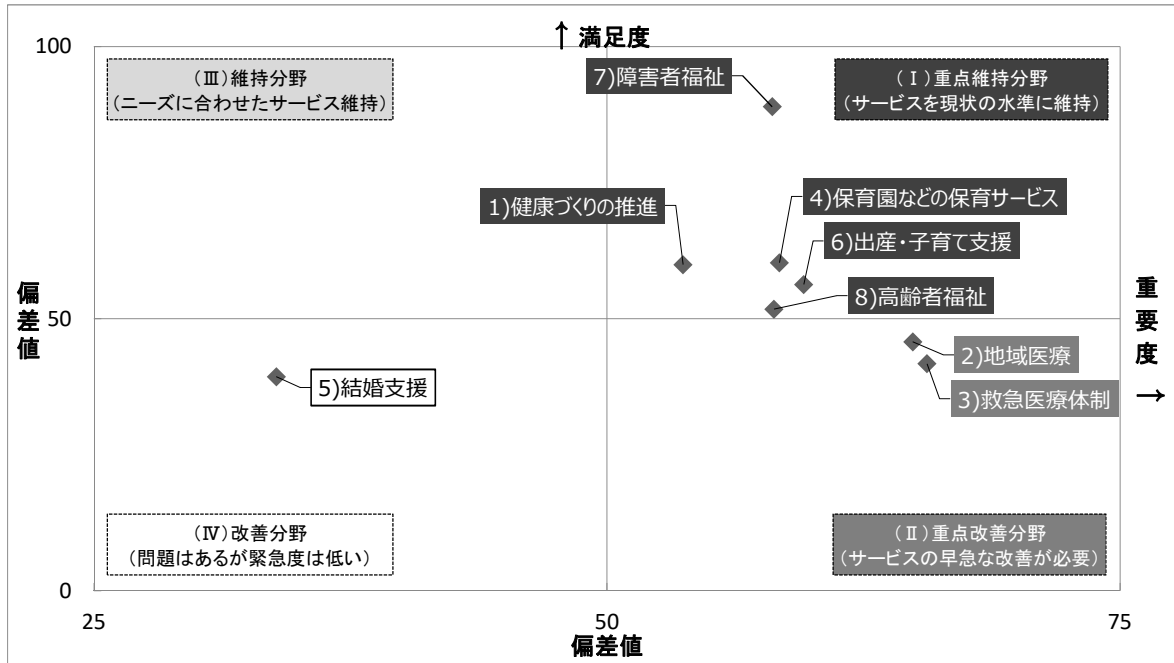 ↑ 満足度
100
（Ⅲ）維持分野
（ニーズに合わせたサービス維持）
7)障害者福祉
（Ⅰ）重点維持分野
（サービスを現状の水準に維持）
1)健康づくりの推進
4)保育園などの保育サービス
6)出産・子育て支援
8)高齢者福祉
偏差値
50
重要度→
2)地域医療
5)結婚支援
3)救急医療体制
（Ⅳ）改善分野
（問題はあるが緊急度は低い）
（Ⅱ）重点改善分野
（サービスの早急な改善が必要）
0
25
50
75
偏差値